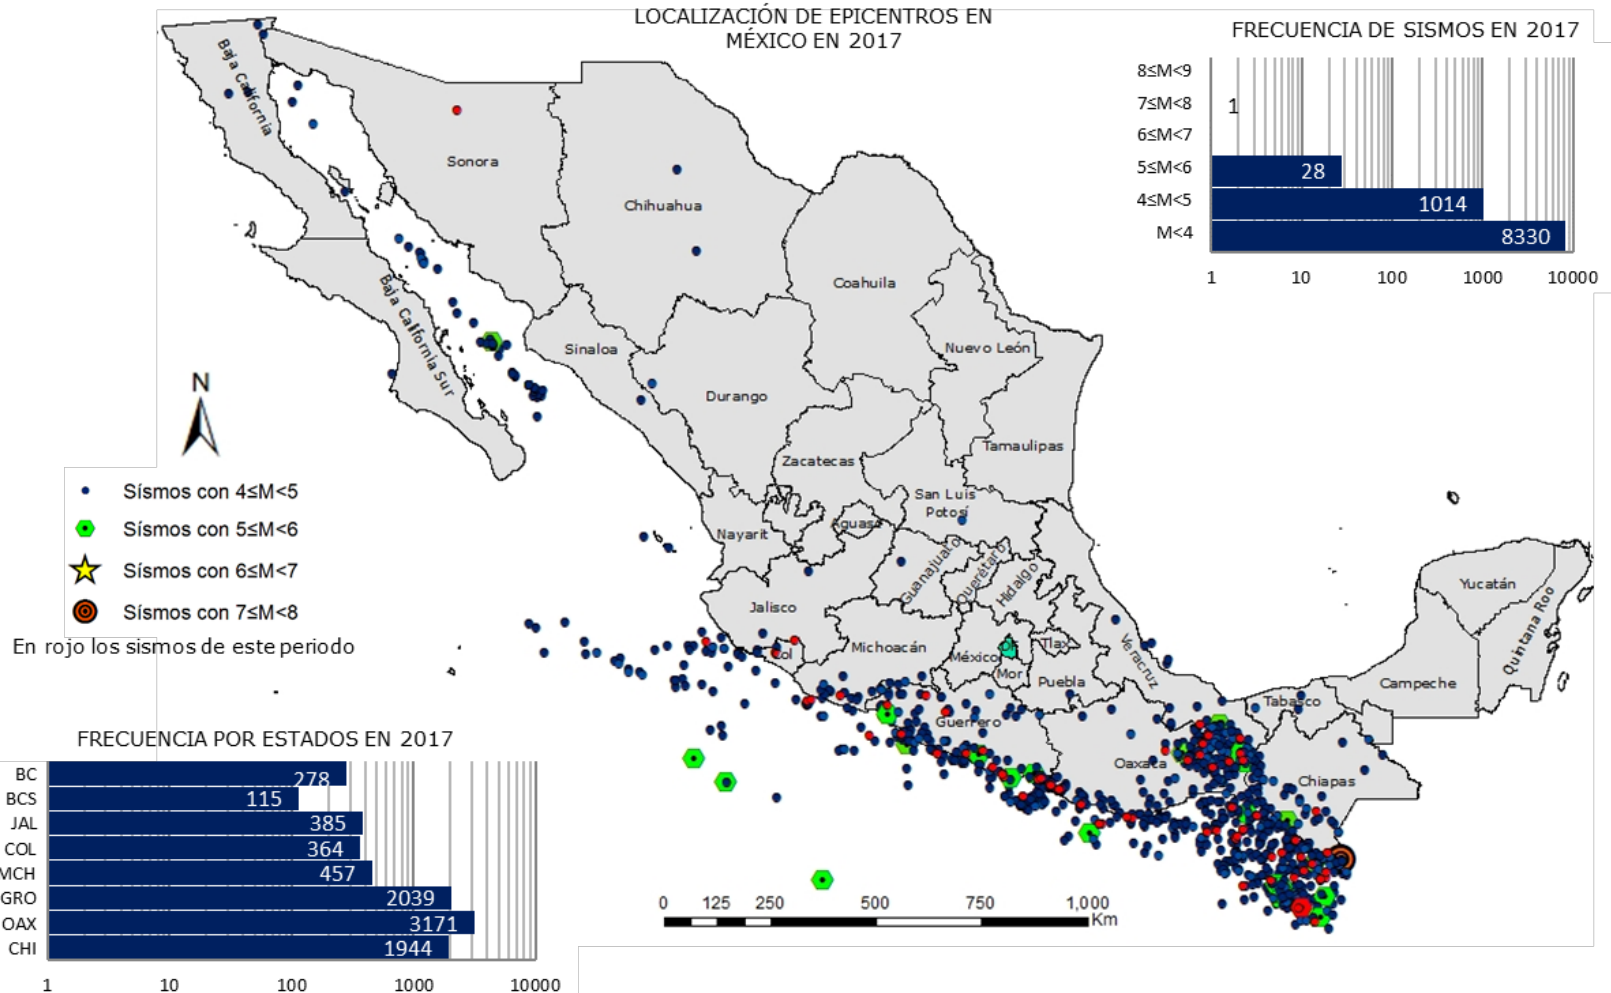 LOCALIZACIÓN DE EPICENTROS EN
MÉXICO EN 2017
FRECUENCIA DE SISMOS EN 2017
8≤M<9
7≤M<8
1
6≤M<7
5≤M<6
28
4≤M<5
1014
M<4
8330
1 10 100 1000 10000
Baja California
Sonora
Chihuahua
Coahuila
Baja California Sur
Sinaloa
Nuevo León
Durango
Tamaulipas
Zacatecas
San Luis
Potosí
Aguas
Nayarit
Guanajuato
Querétaro
Hidalgo
Jalisco
Yucatán
Quintana Roo
Michoacán
Col
México
DF
Tlax
Mor
Puebla
Veracruz
Campeche
Tabasco
Guerrero
Oaxaca
Chiapas
N
Sísmos con 4≤M<5
Sísmos con 5≤M<6
Sísmos con 6≤M<7
Sísmos con 7≤M<8
En rojo los sismos de este periodo
FRECUENCIA POR ESTADOS EN 2017
BC 278
BCS 115
JAL 385
COL 364
MCH 457
GRO 2039
OAX 3171
CHI 1944
1 10 100 1000 10000
0 125 250 500 750 1,000
Km